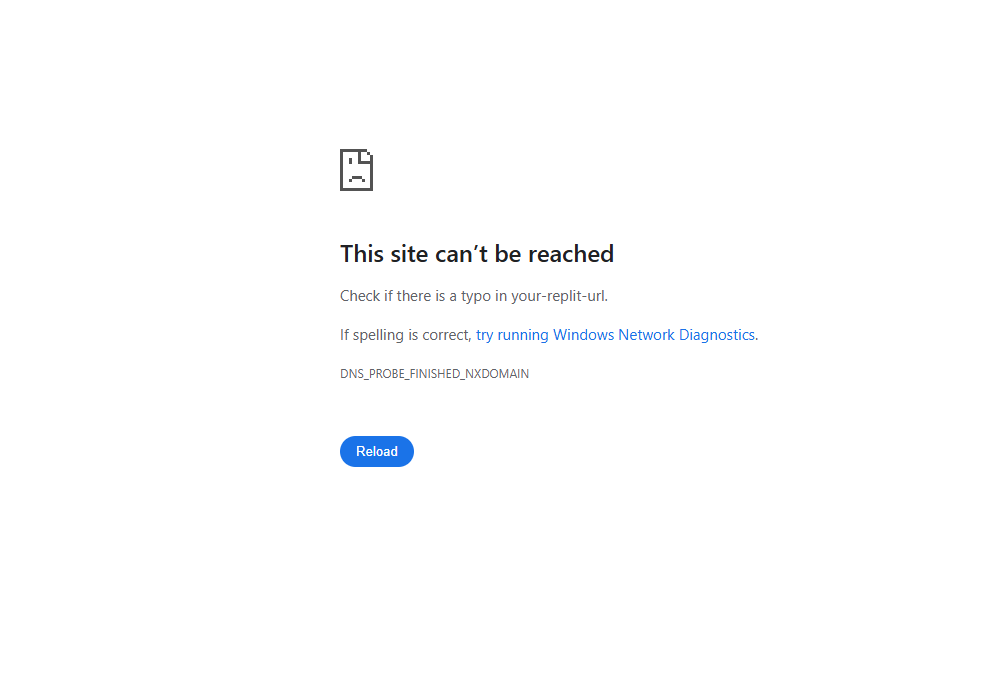 This site can’t be reached
Check if there is a typo in your-replit-url.
If spelling is correct, try running Windows Network Diagnostics.
DNS_PROBE_FINISHED_NXDOMAIN
Reload